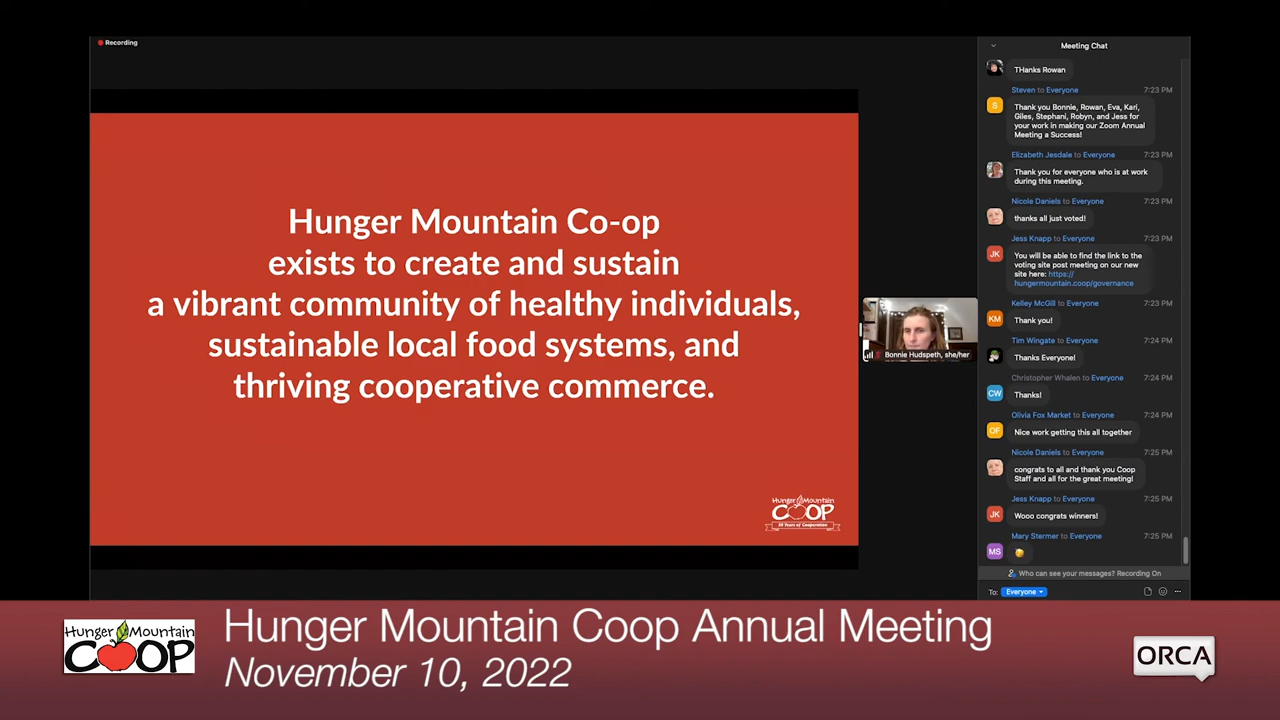 Recording
Hunger Mountain Co-op
exists to create and sustain
a vibrant community of healthy individuals,
sustainable local food systems, and
thriving cooperative commerce.
Hunger Mountain
COOP
50 Years of Cooperation
Bonnie Hudspeth, she/her
Meeting Chat
THanks Rowan
Steven to Everyone 7:23 PM
S
Thank you Bonnie, Rowan, Eva, Kari,
Giles, Stephani, Robyn, and Jess for
your work in making our Zoom Annual
Meeting a Success!
Elizabeth Jesdale to Everyone 7:23 PM
Thank you for everyone who is at work
during this meeting.
Nicole Daniels to Everyone 7:23 PM
thanks all just voted!
Jess Knapp to Everyone 7:23 PM
JK
You will be able to find the link to the
voting site post meeting on our new
site here: https://
hungermountain.coop/governance
Kelley McGill to Everyone 7:23 PM
KM
Thank you!
Tim Wingate to Everyone 7:24 PM
Thanks Everyone!
Christopher Whalen to Everyone 7:24 PM
CW
Thanks!
Olivia Fox Market to Everyone 7:24 PM
OF
Nice work getting this all together
Nicole Daniels to Everyone 7:25 PM
congrats to all and thank you Coop
Staff and all for the great meeting!
Jess Knapp to Everyone 7:25 PM
JK
Wooo congrats winners!
Mary Stermer to Everyone 7:25 PM
MS
Who can see your messages? Recording On
To: Everyone
Hunger Mountain
COOP
Hunger Mountain Coop Annual Meeting
November 10, 2022
ORCA